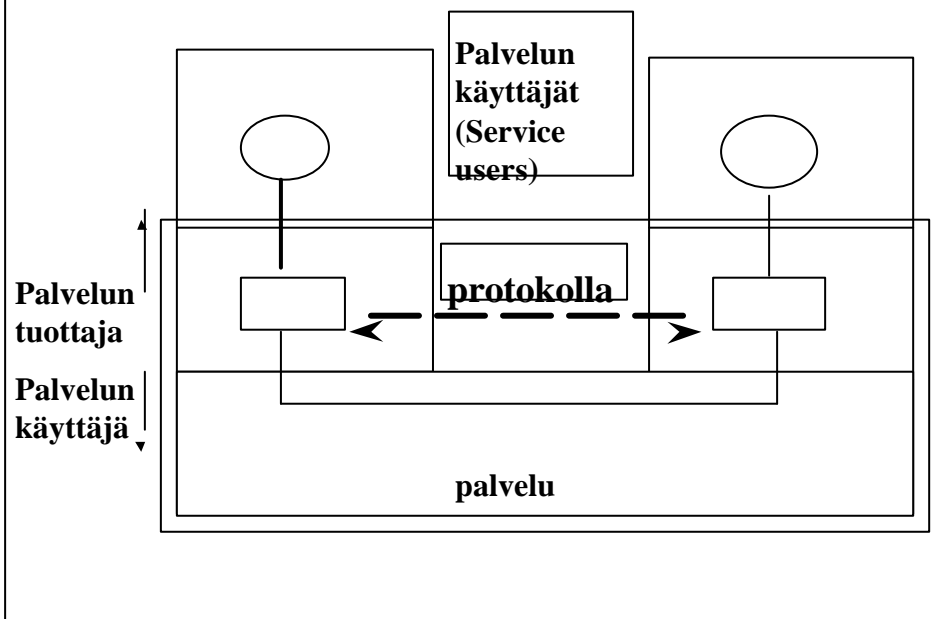 Palvelun
käyttäjät
(Service
users)
protokolla
Palvelun
tuottaja
Palvelun
käyttäjä
palvelu